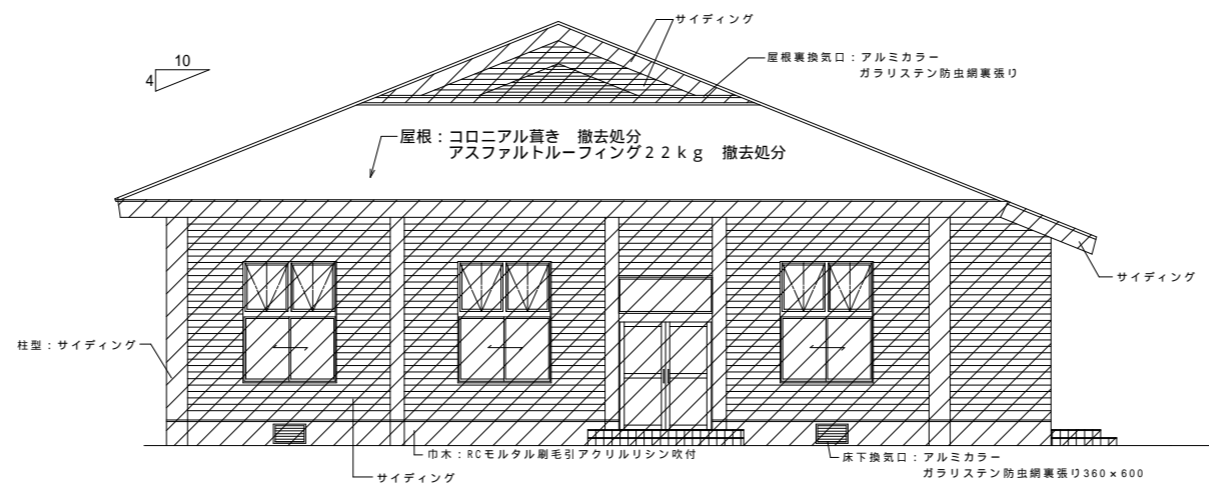 サイディング
10
4
屋根裏換気口：アルミカラー
ガラリステン防虫網裏張り
屋根：コロニアル葺き　撤去処分
アスファルトルーフィング２２ｋｇ　撤去処分
サイディング
柱型：サイディング
巾木：RCモルタル刷毛引アクリルリシン吹付
床下換気口：アルミカラー
ガラリステン防虫網裏張り360×600
サイディング